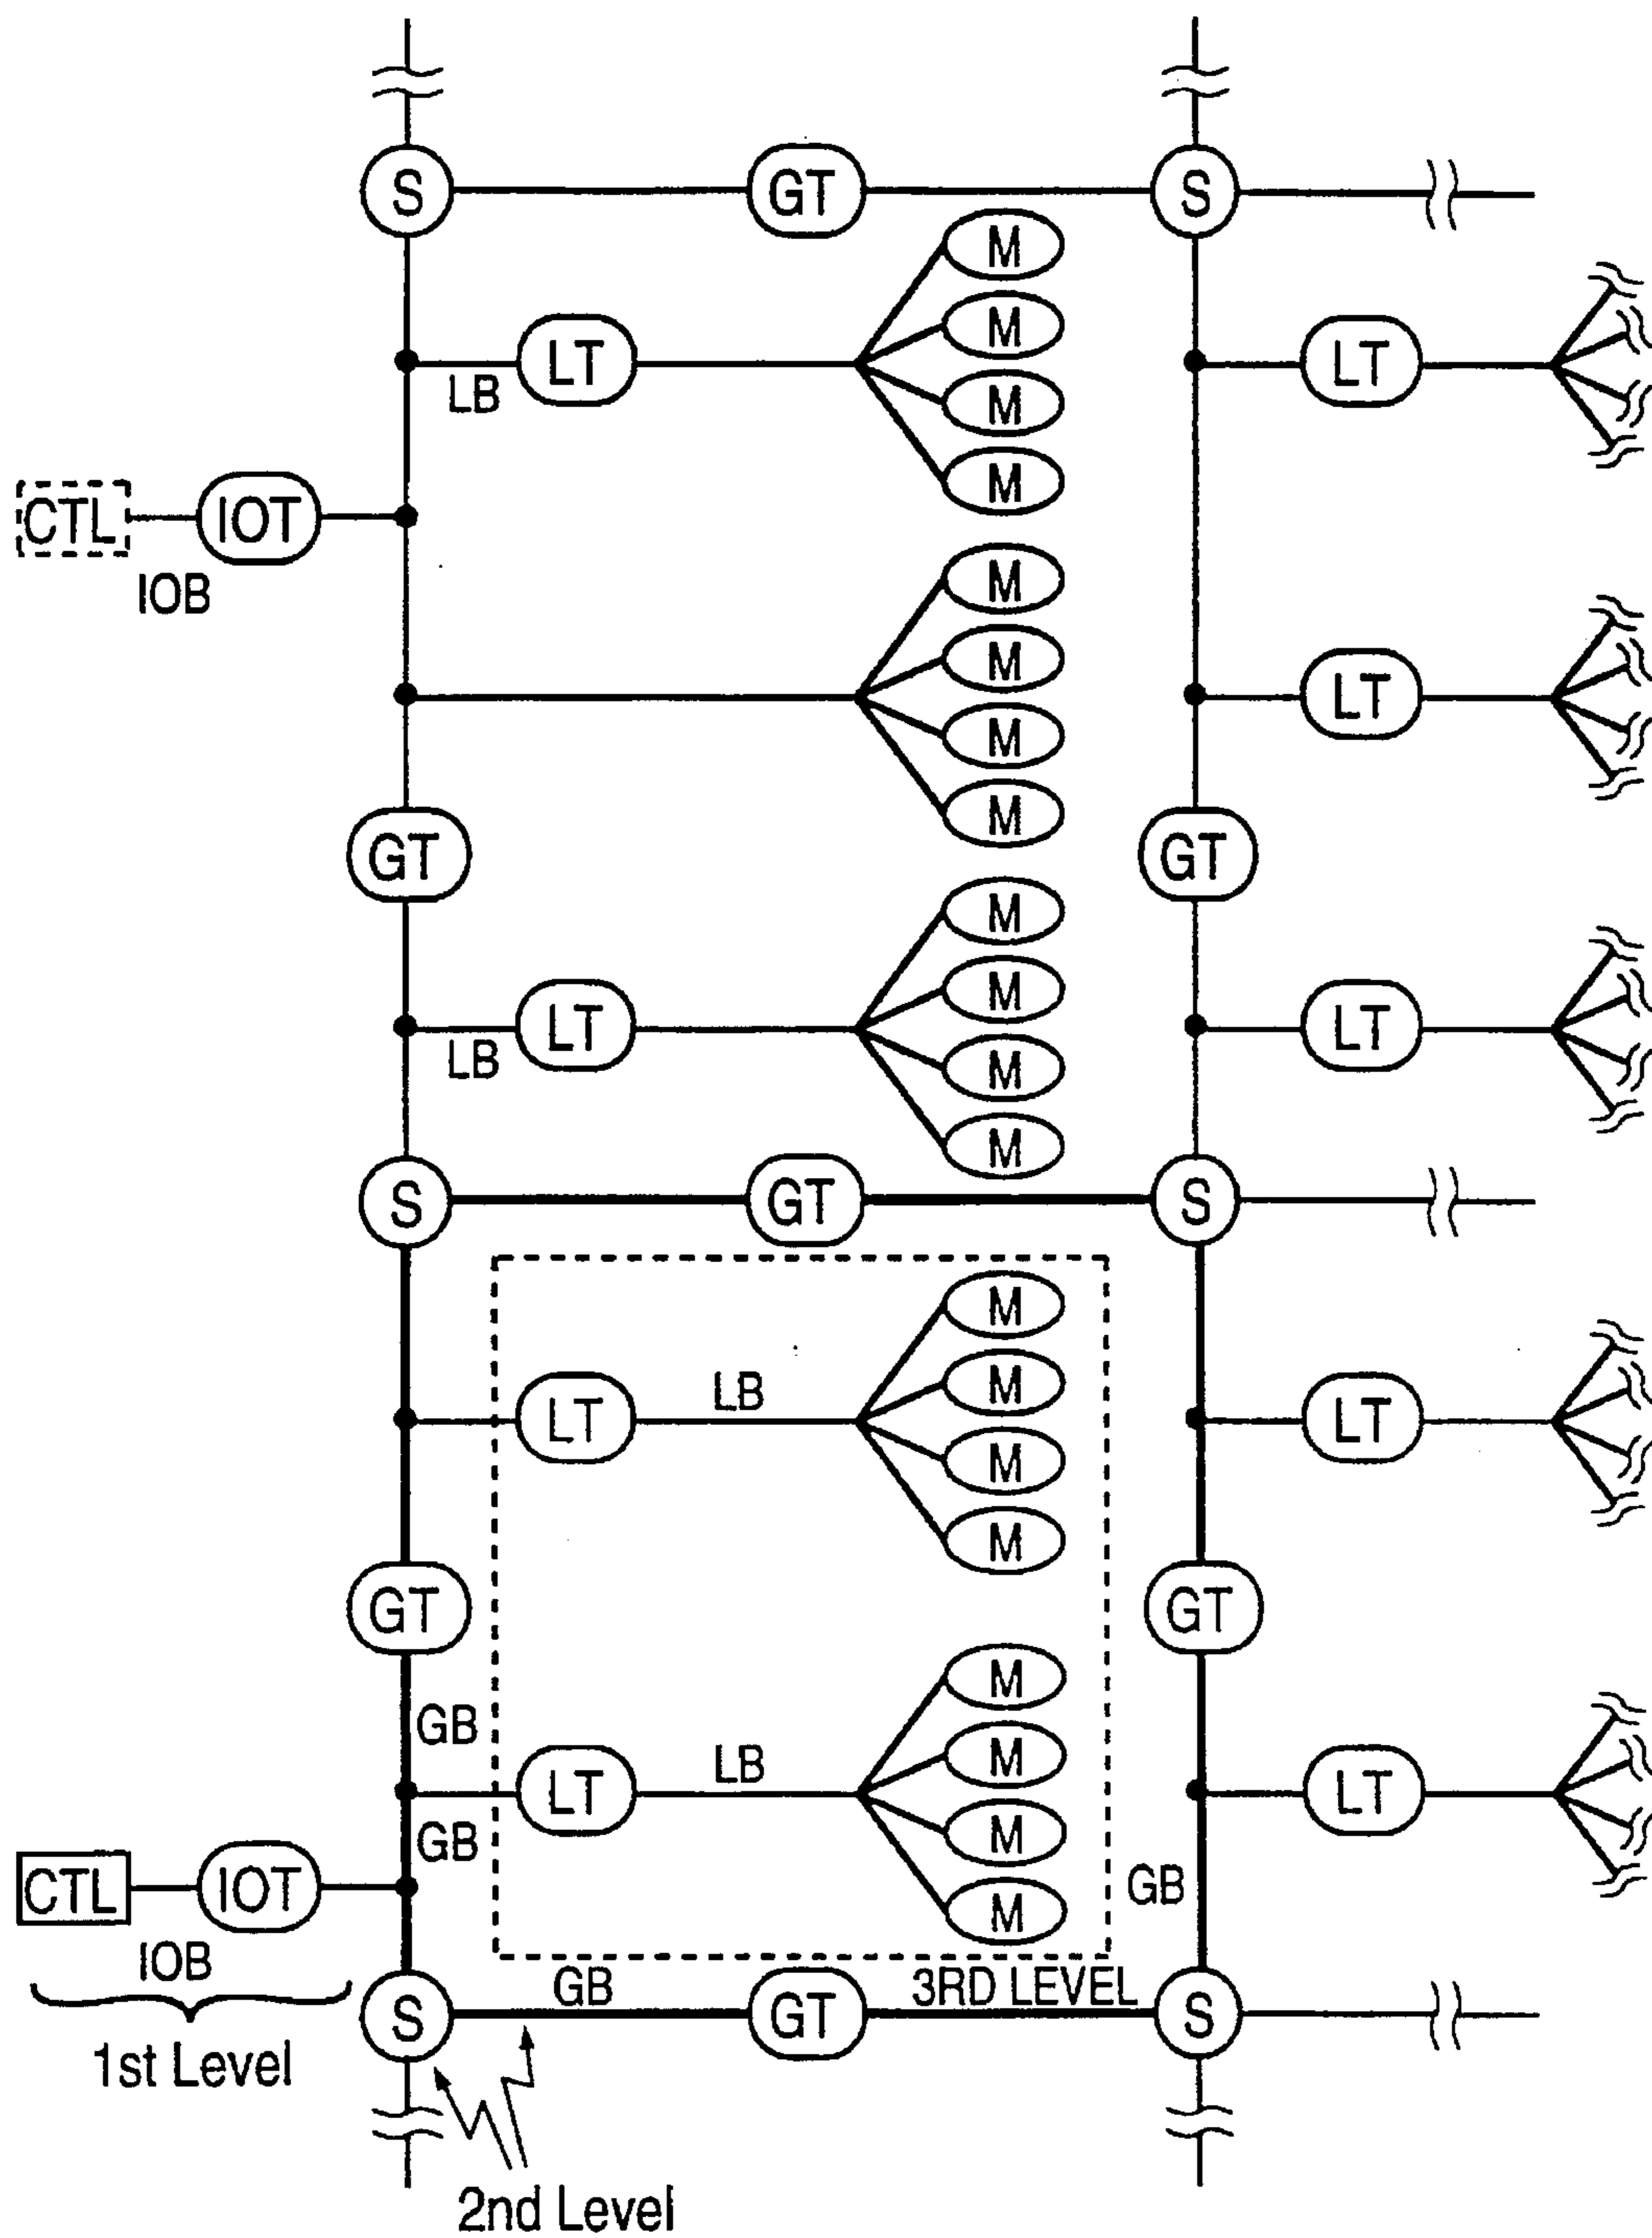 S GT S
M
M
LT LT
LB M
M
CTL IOT
IOB
M
M
LT
M
M
GT GT
M
M
LT LT
LB M
M
S GT S
M
LB M
LT LT
M
M
GT GT
M
GB
LB M
LT LT
GB M
CTL IOT GB
M
IOB
GB 3RD LEVEL
S GT S
1st Level
2nd Level